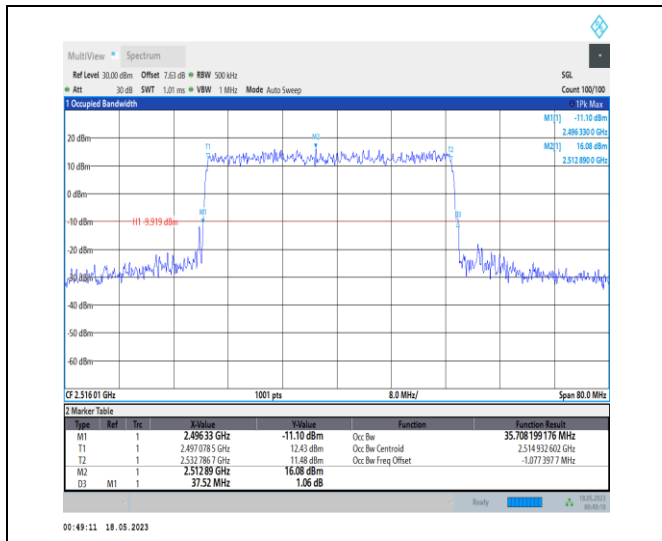 MultiView Spectrum
Ref Level 30.00 dBm Offset 7.63 dB RBW 500 kHz SGL
Att 30 dB SWT 1.01 ms VBW 1 MHz Mode Auto Sweep Count 100/100
1 Occupied Bandwidth 1Pk Max
M1[1] -11.10 dBm
2.496 330 0 GHz
M2[1] 16.08 dBm
2.512 890 0 GHz
20 dBm
M2
T1
T2
10 dBm
0 dBm
M1
-10 dBm
H1 -9.919 dBm
D3
-20 dBm
-30 dBm
-40 dBm
-50 dBm
-60 dBm
CF 2.516 01 GHz 1001 pts 8.0 MHz/ Span 80.0 MHz
2 Marker Table
Type Ref Trc X-Value Y-Value Function Function Result
M1 1 2.496 33 GHz -11.10 dBm Occ Bw 35.708 199 176 MHz
T1 1 2.497 078 5 GHz 12.43 dBm Occ Bw Centroid 2.514 932 602 GHz
T2 1 2.532 786 7 GHz 11.48 dBm Occ Bw Freq Offset -1.077 397 7 MHz
M2 1 2.512 89 GHz 16.08 dBm
D3 M1 1 37.52 MHz 1.06 dB
Ready 18.05.2023
00:49:10
00:49:11 18.05.2023